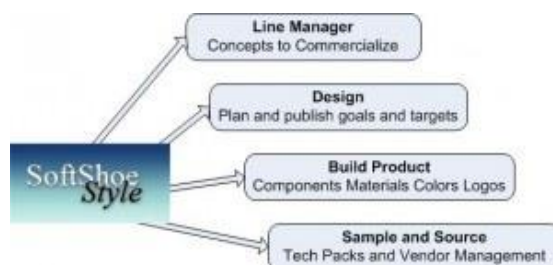 Line Manager
Concepts to Commercialize
Design
Plan and publish goals and targets
SoftShoe
Style
Build Product
Components Materials Colors Logos
Sample and Source
Tech Packs and Vendor Management